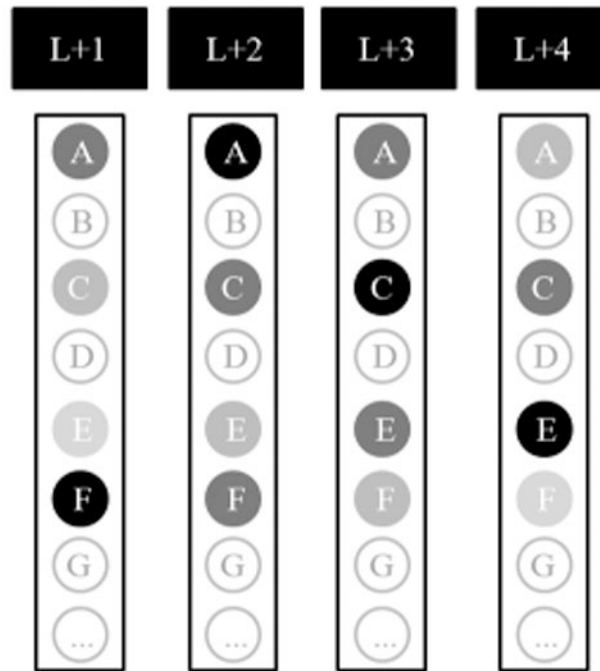 L+1 L+2 L+3 L+4
A A A A
B B B B
C C C C
D D D D
E E E E
F F F F
G G G G
... ... ... ...